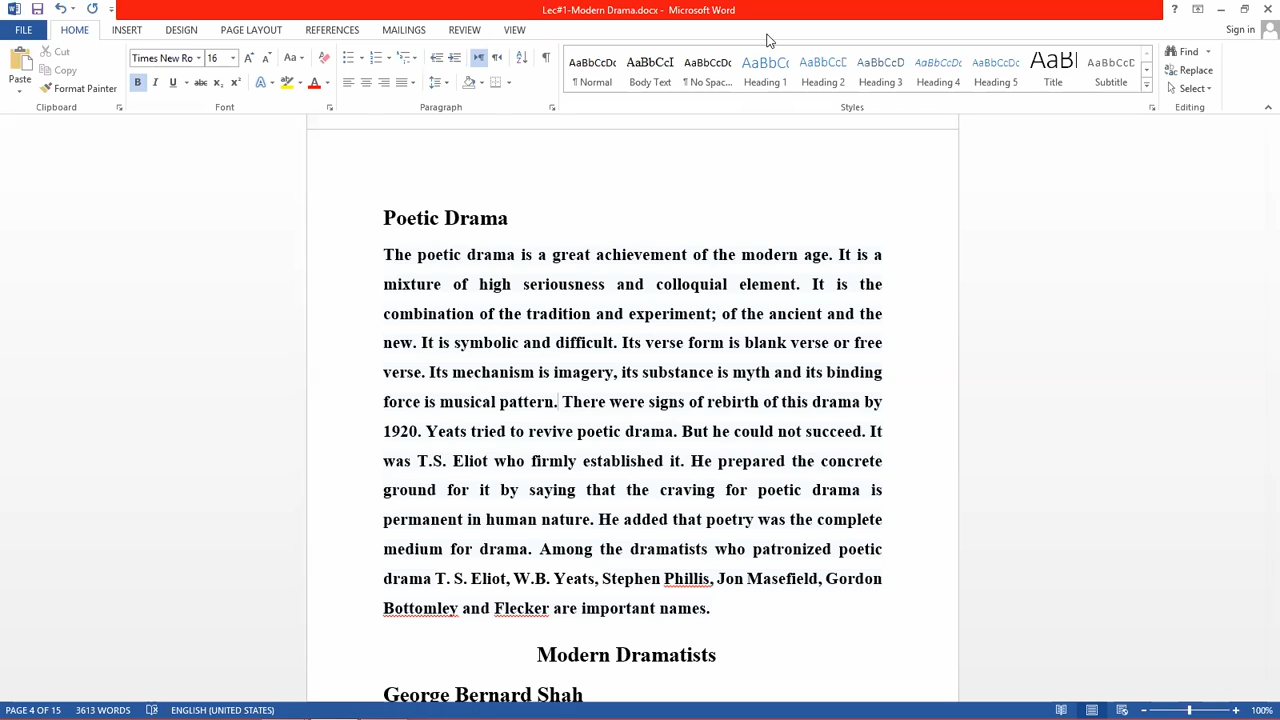 Lec#1-Modern Drama.docx - Microsoft Word
FILE HOME INSERT DESIGN PAGE LAYOUT REFERENCES MAILINGS REVIEW VIEW Sign in
Cut
Copy
Format Painter
Paste
Clipboard
Times New Ro 16
Font
Paragraph
AaBbCcDc AaBbCcI AaBbCcDc AaBbC AaBbCcI AaBbCcD AaBbCcD AaBbCcDc AaB AaBbCcD
¶ Normal Body Text ¶ No Spac... Heading 1 Heading 2 Heading 3 Heading 4 Heading 5 Title Subtitle
Styles
Find
Replace
Select
Editing
Poetic Drama
The poetic drama is a great achievement of the modern age. It is a
mixture of high seriousness and colloquial element. It is the
combination of the tradition and experiment; of the ancient and the
new. It is symbolic and difficult. Its verse form is blank verse or free
verse. Its mechanism is imagery, its substance is myth and its binding
force is musical pattern. There were signs of rebirth of this drama by
1920. Yeats tried to revive poetic drama. But he could not succeed. It
was T.S. Eliot who firmly established it. He prepared the concrete
ground for it by saying that the craving for poetic drama is
permanent in human nature. He added that poetry was the complete
medium for drama. Among the dramatists who patronized poetic
drama T. S. Eliot, W.B. Yeats, Stephen Phillis, Jon Masefield, Gordon
Bottomley and Flecker are important names.
Modern Dramatists
George Bernard Shah
PAGE 4 OF 15 3613 WORDS ENGLISH (UNITED STATES) 100%